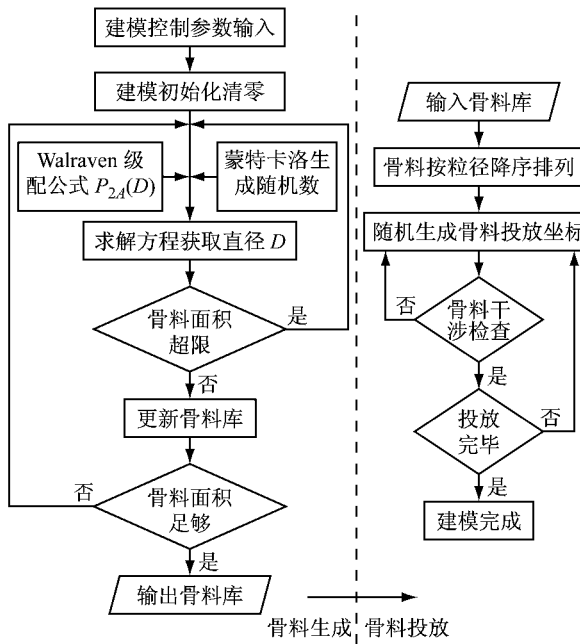 建模控制参数输入
建模初始化清零
Walraven 级
配公式 P2A(D)
蒙特卡洛生
成随机数
求解方程获取直径 D
骨料面积
超限
是
否
更新骨料库
骨料面积
足够
否
是
输出骨料库
骨料生成
输入骨料库
骨料按粒径降序排列
随机生成骨料投放坐标
骨料干
涉检查
否
是
投放
完毕
否
是
建模完成
骨料投放